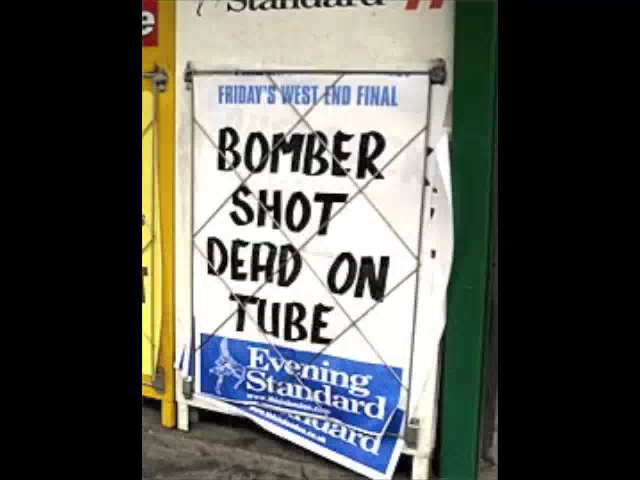 Standard
FRIDAY'S WEST END FINAL
BOMBER
SHOT
DEAD ON
TUBE
Evening
Standard